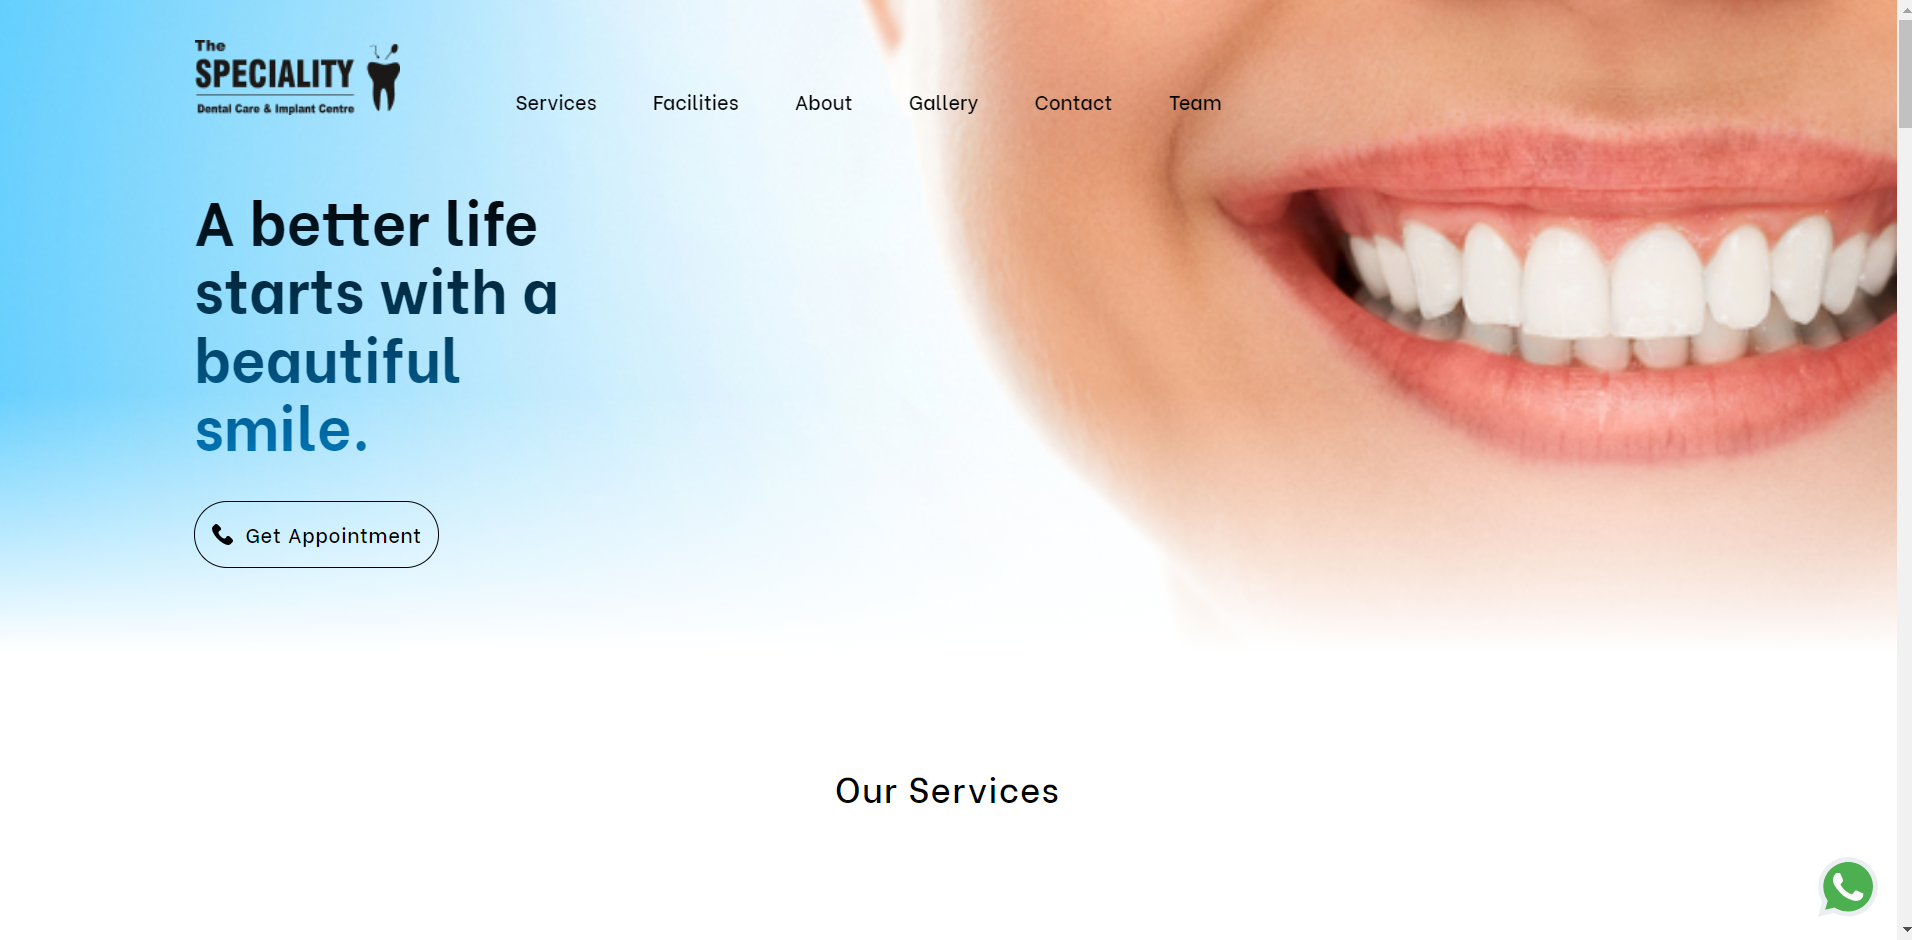 The
SPECIALITY
Dental Care & Implant Centre
Services Facilities About Gallery Contact Team
A better life
starts with a
beautiful
smile.
Get Appointment
Our Services